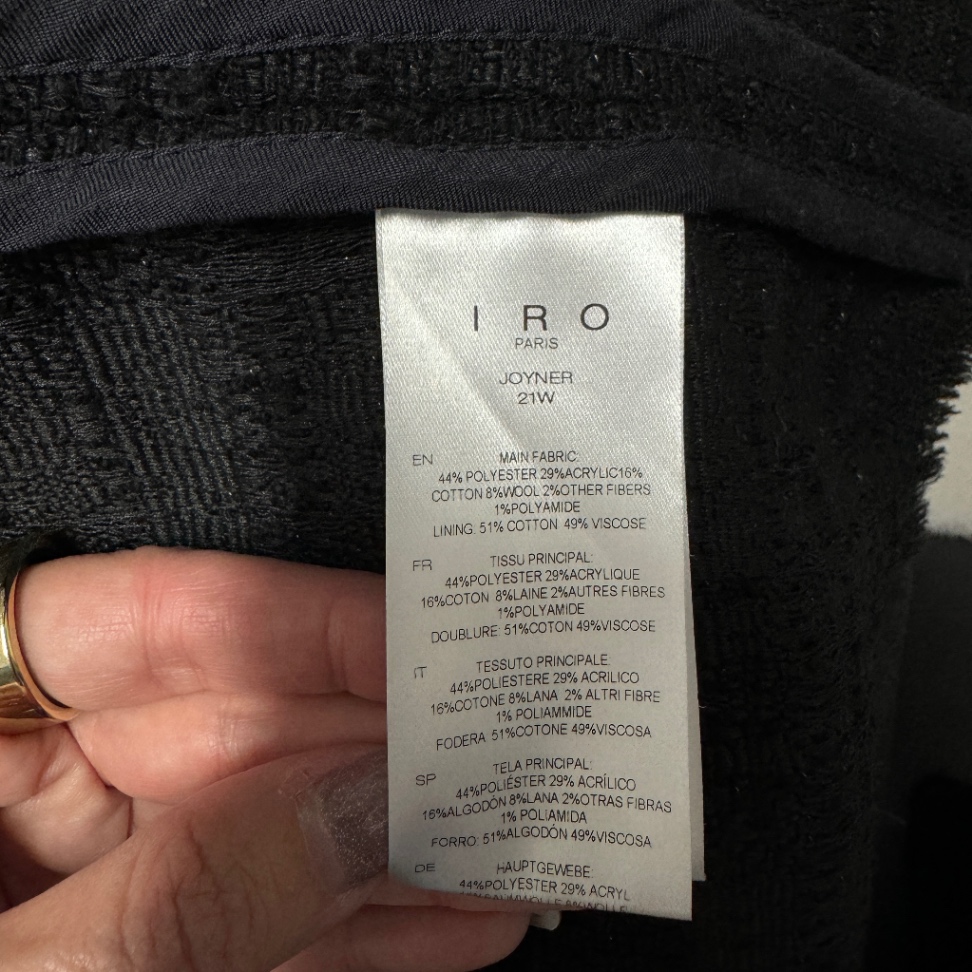 I R O
PARIS
JOYNER
21W
EN MAIN FABRIC:
44% POLYESTER 29%ACRYLIC16%
COTTON 8%WOOL 2%OTHER FIBERS
1%POLYAMIDE
LINING: 51% COTTON 49% VISCOSE
FR TISSU PRINCIPAL:
44%POLYESTER 29%ACRYLIQUE
16%COTON 8%LAINE 2%AUTRES FIBRES
1%POLYAMIDE
DOUBLURE: 51%COTON 49%VISCOSE
IT TESSUTO PRINCIPALE:
44%POLIESTERE 29% ACRILICO
16%COTONE 8%LANA 2% ALTRI FIBRE
1% POLIAMMIDE
FODERA 51%COTONE 49%VISCOSA
SP TELA PRINCIPAL:
44%POLIÉSTER 29% ACRÍLICO
16%ALGODÓN 8%LANA 2%OTRAS FIBRAS
1% POLIAMIDA
FORRO: 51%ALGODÓN 49%VISCOSA
DE HAUPTGEWEBE:
44%POLYESTER 29% ACRYL